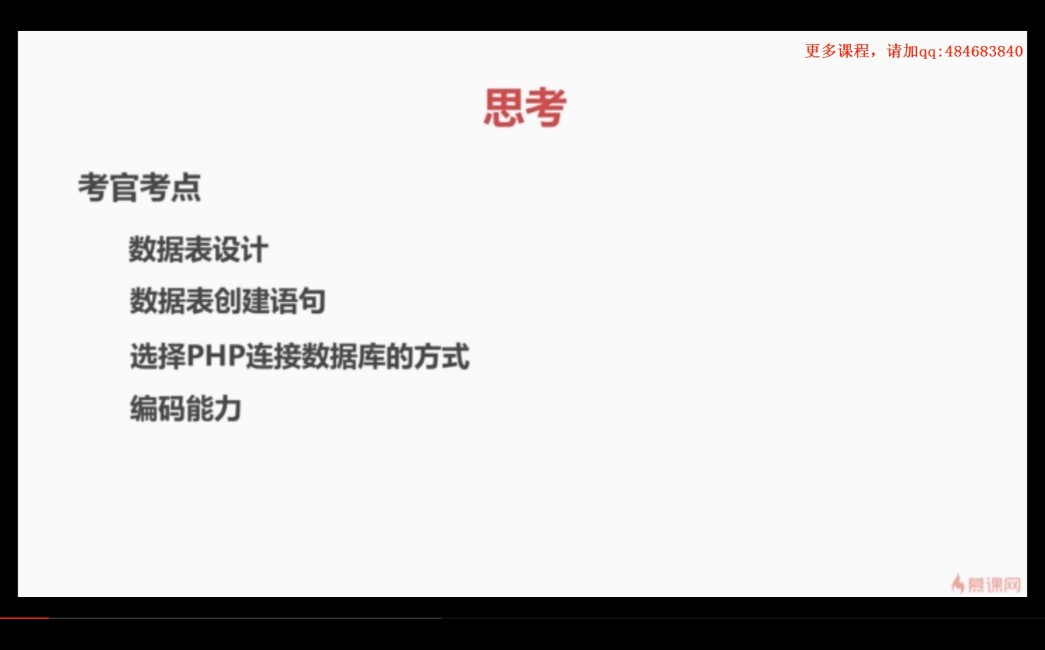 更多课程，请加qq:484683840
思考
考官考点
数据表设计
数据表创建语句
选择PHP连接数据库的方式
编码能力
慕课网